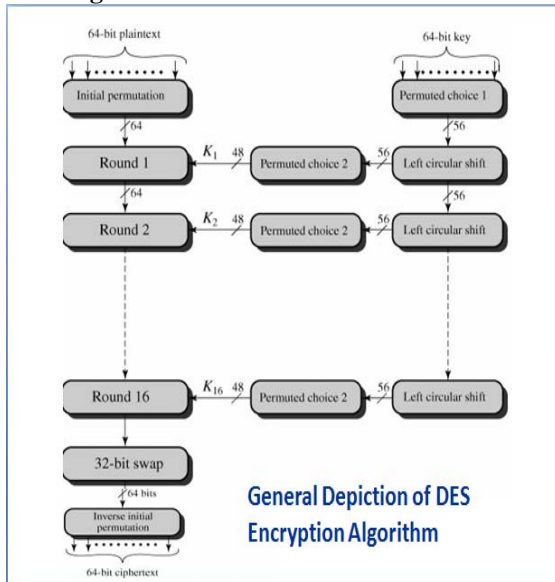 64-bit plaintext
64-bit key
Initial permutation
Permuted choice 1
64
56
Round 1
K1
48
Permuted choice 2
56
Left circular shift
64
56
Round 2
K2
48
Permuted choice 2
56
Left circular shift
Round 16
K16
48
Permuted choice 2
56
Left circular shift
32-bit swap
64 bits
Inverse initial
permutation
64-bit ciphertext
General Depiction of DES
Encryption Algorithm